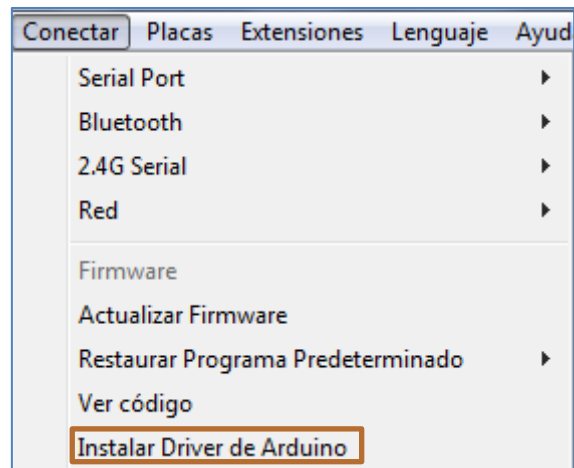 Conectar Placas Extensiones Lenguaje Ayud
Serial Port
Bluetooth
2.4G Serial
Red
Firmware
Actualizar Firmware
Restaurar Programa Predeterminado
Ver código
Instalar Driver de Arduino